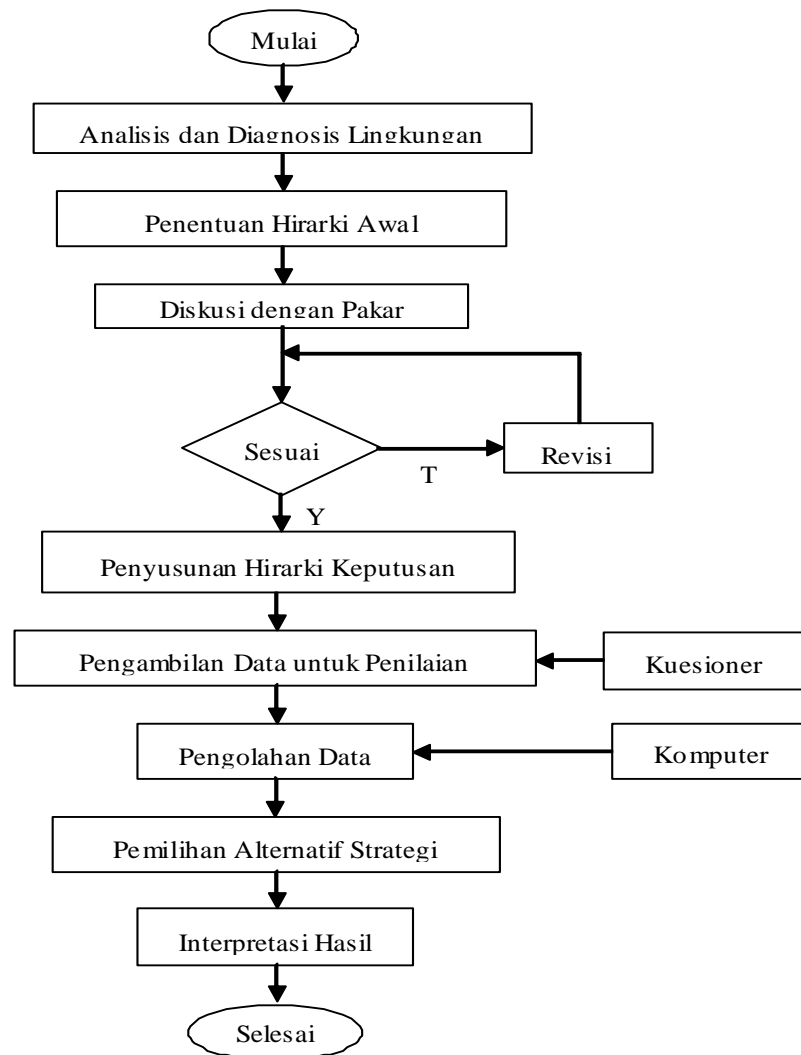 Mulai
Analisis dan Diagnosis Lingkungan
Penentuan Hirarki Awal
Diskusi dengan Pakar
Sesuai
T
Revisi
Y
Penyusunan Hirarki Keputusan
Pengambilan Data untuk Penilaian
Kuesioner
Pengolahan Data
Komputer
Pemilihan Alternatif Strategi
Interpretasi Hasil
Selesai